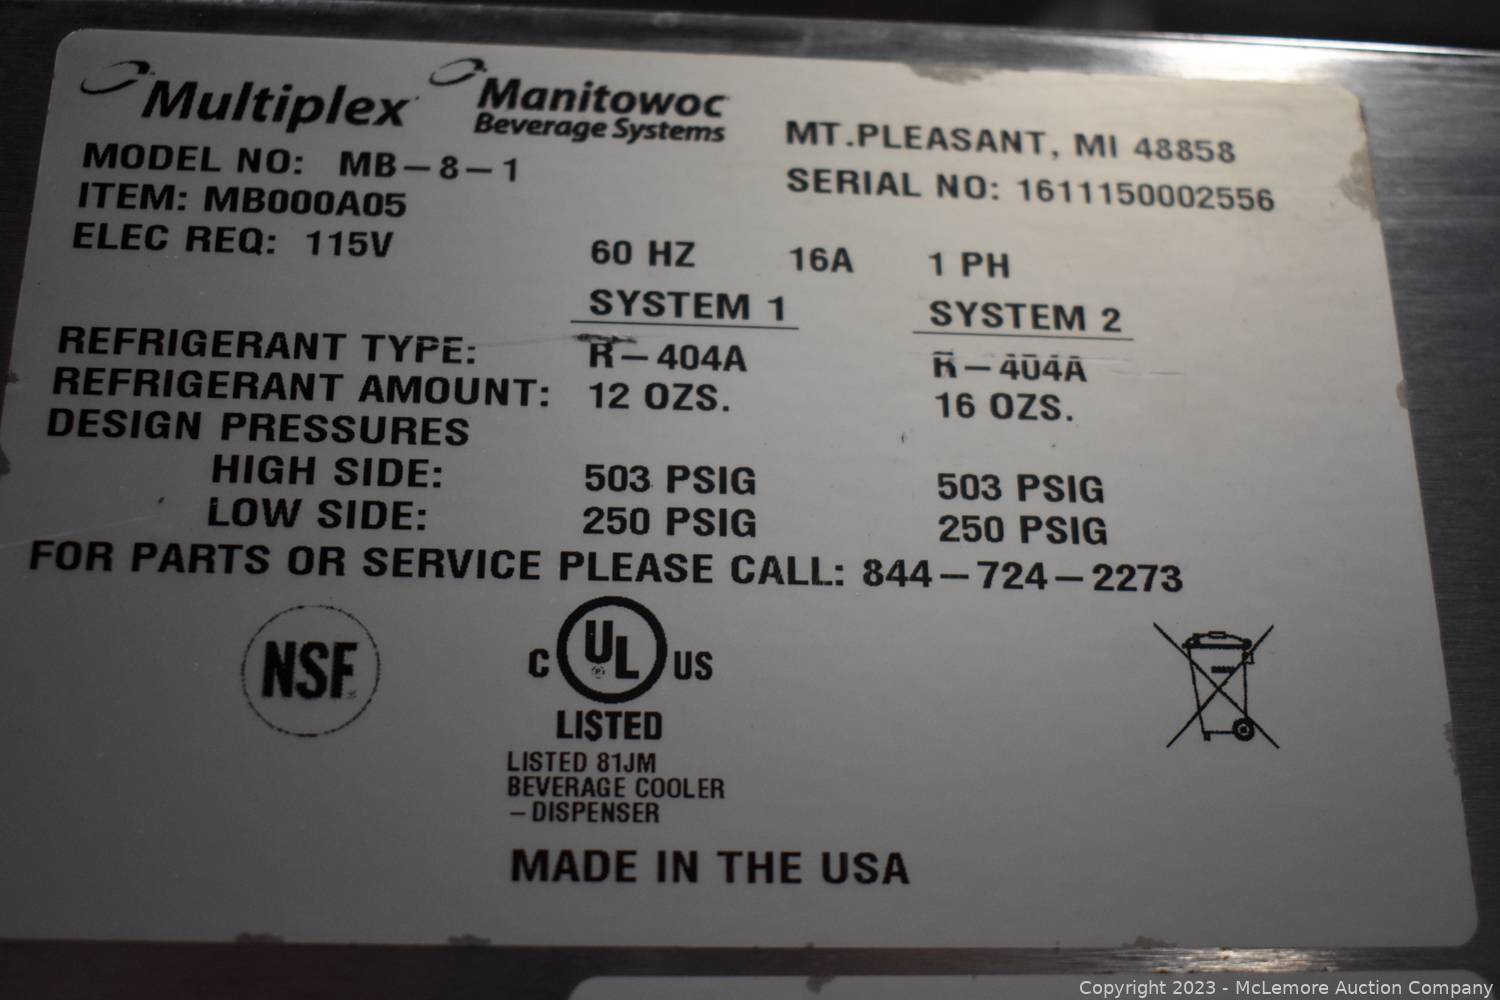 Multiplex Manitowoc
Beverage Systems
MT.PLEASANT, MI 48858
MODEL NO: MB-8-1
SERIAL NO: 1611150002556
ITEM: MB000A05
ELEC REQ: 115V 60 HZ 16A 1 PH
SYSTEM 1 SYSTEM 2
REFRIGERANT TYPE: R-404A R-404A
REFRIGERANT AMOUNT: 12 OZS. 16 OZS.
DESIGN PRESSURES
HIGH SIDE: 503 PSIG 503 PSIG
LOW SIDE: 250 PSIG 250 PSIG
FOR PARTS OR SERVICE PLEASE CALL: 844-724-2273
NSF
C UL US
LISTED
LISTED 81JM
BEVERAGE COOLER
-DISPENSER
MADE IN THE USA
Copyright 2023 - McLemore Auction Company